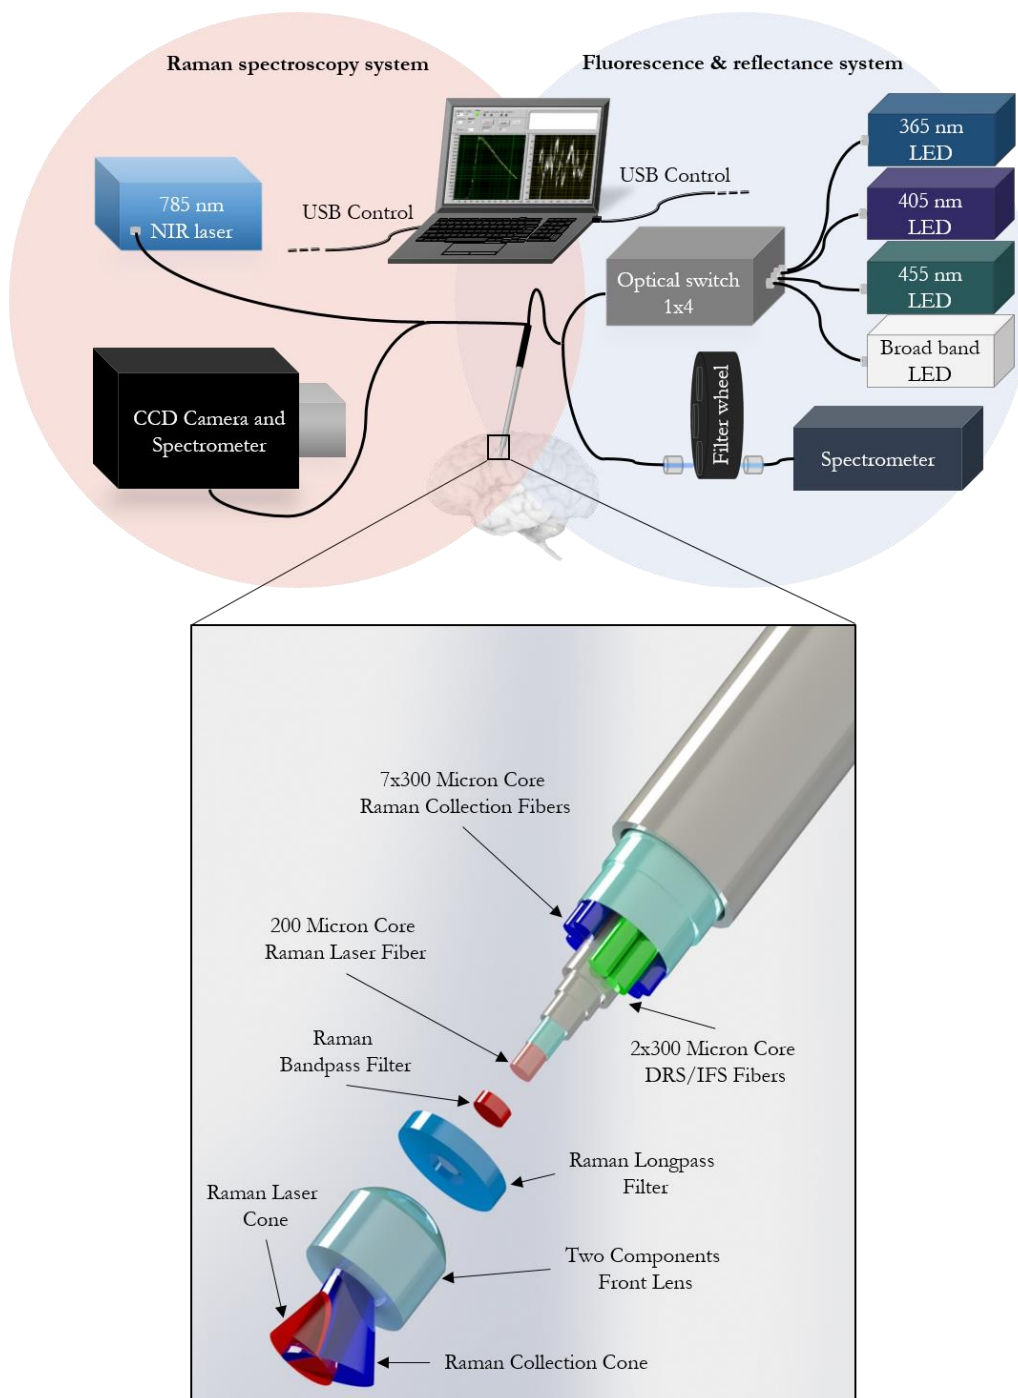 Raman spectroscopy system
Fluorescence & reflectance system
785 nm
NIR laser
USB Control
USB Control
365 nm
LED
405 nm
LED
455 nm
LED
Broad band
LED
Optical switch
1x4
CCD Camera and
Spectrometer
Filter wheel
Spectrometer
7x300 Micron Core
Raman Collection Fibers
200 Micron Core
Raman Laser Fiber
Raman
Bandpass Filter
2x300 Micron Core
DRS/IFS Fibers
Raman Longpass
Filter
Raman Laser
Cone
Two Components
Front Lens
Raman Collection Cone